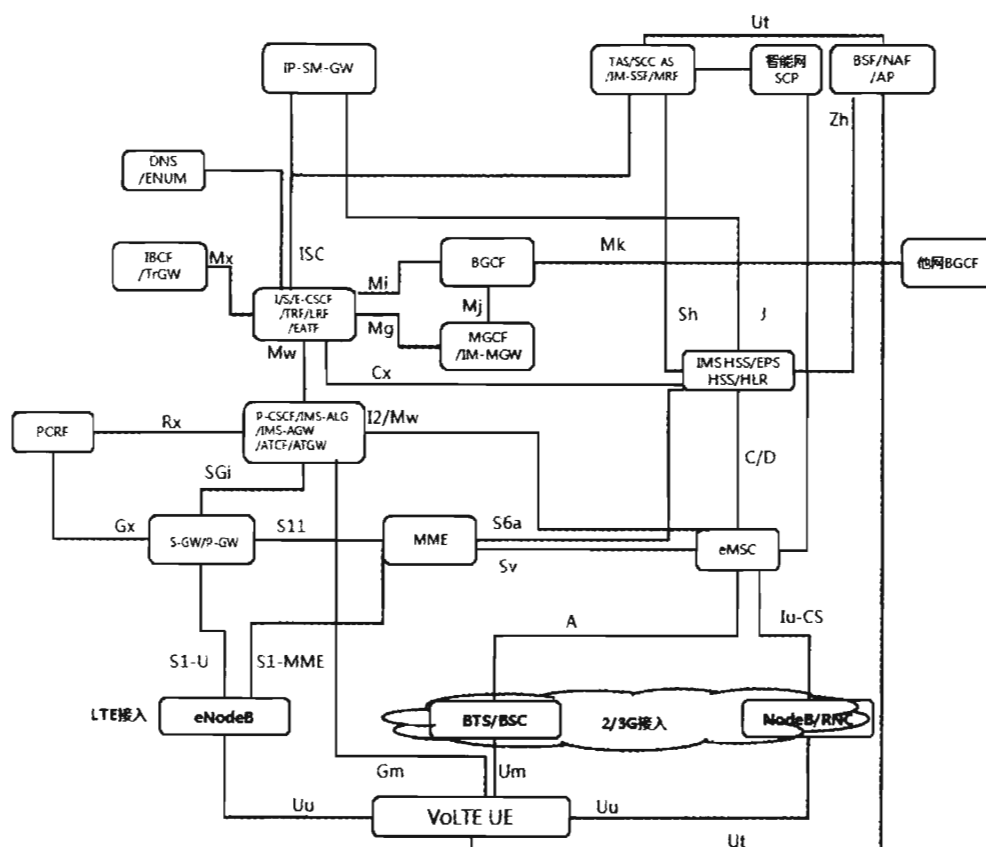 Ut
IP-SM-GW
TAS/SCC AS
/IM-SSF/MRF
智能网
SCP
BSF/NAF
/AP
Zh
DNS
/ENUM
IBCF
/TrGW
Mx
ISC
Mi
BGCF
Mk
他网BGCF
I/S/E-CSCF
/TRF/LRF
/EATF
Mj
Mg
MGCF
/IM-MGW
Sh
J
Mw
Cx
IMS HSS/EPS
HSS/HLR
PCRF
Rx
P-CSCF/IMS-ALG
/IMS-AGW
/ATCF/ATGW
I2/Mw
C/D
SGi
Gx
S-GW/P-GW
S11
MME
S6a
Sv
eMSC
A
Iu-CS
S1-U
S1-MME
LTE接入
eNodeB
BTS/BSC
2/3G接入
NodeB/RNC
Gm
Um
Uu
VoLTE UE
Uu
Ut